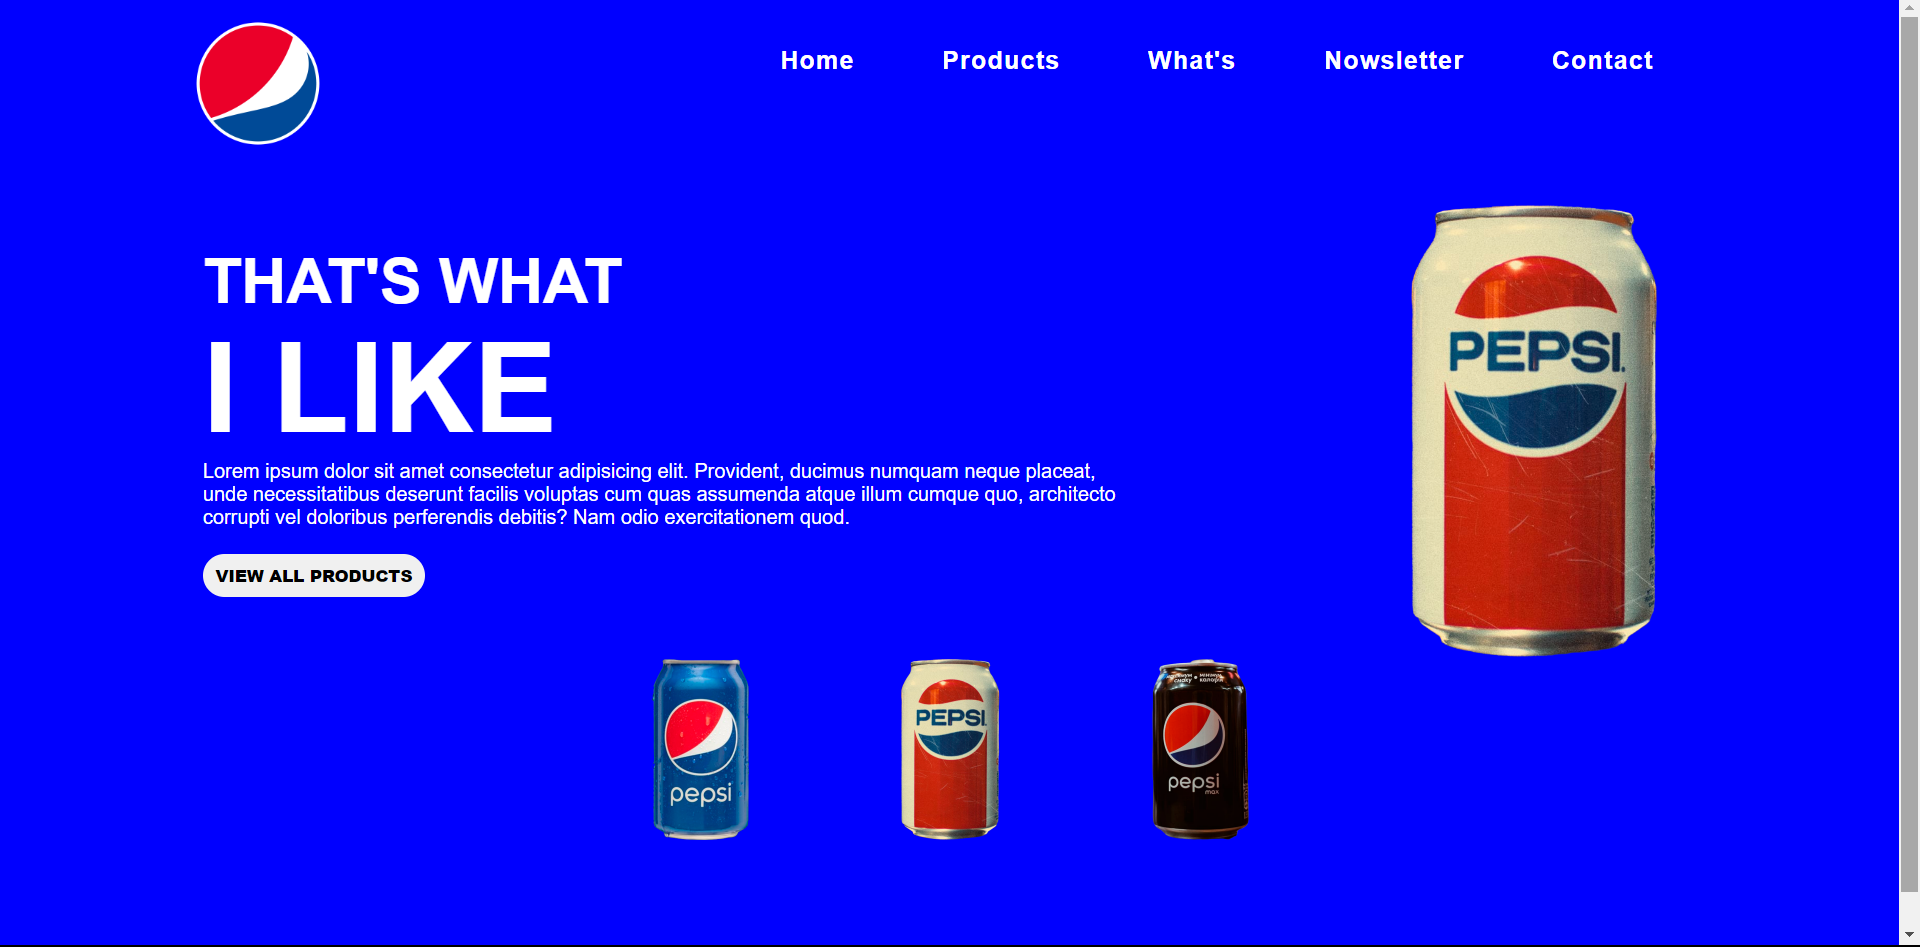 Home Products What's Nowsletter Contact
THAT'S WHAT
I LIKE
Lorem ipsum dolor sit amet consectetur adipisicing elit. Provident, ducimus numquam neque placeat,
unde necessitatibus deserunt facilis voluptas cum quas assumenda atque illum cumque quo, architecto
corrupti vel doloribus perferendis debitis? Nam odio exercitationem quod.
VIEW ALL PRODUCTS
PEPSI.
pepsi
PEPSI.
pepsi
max